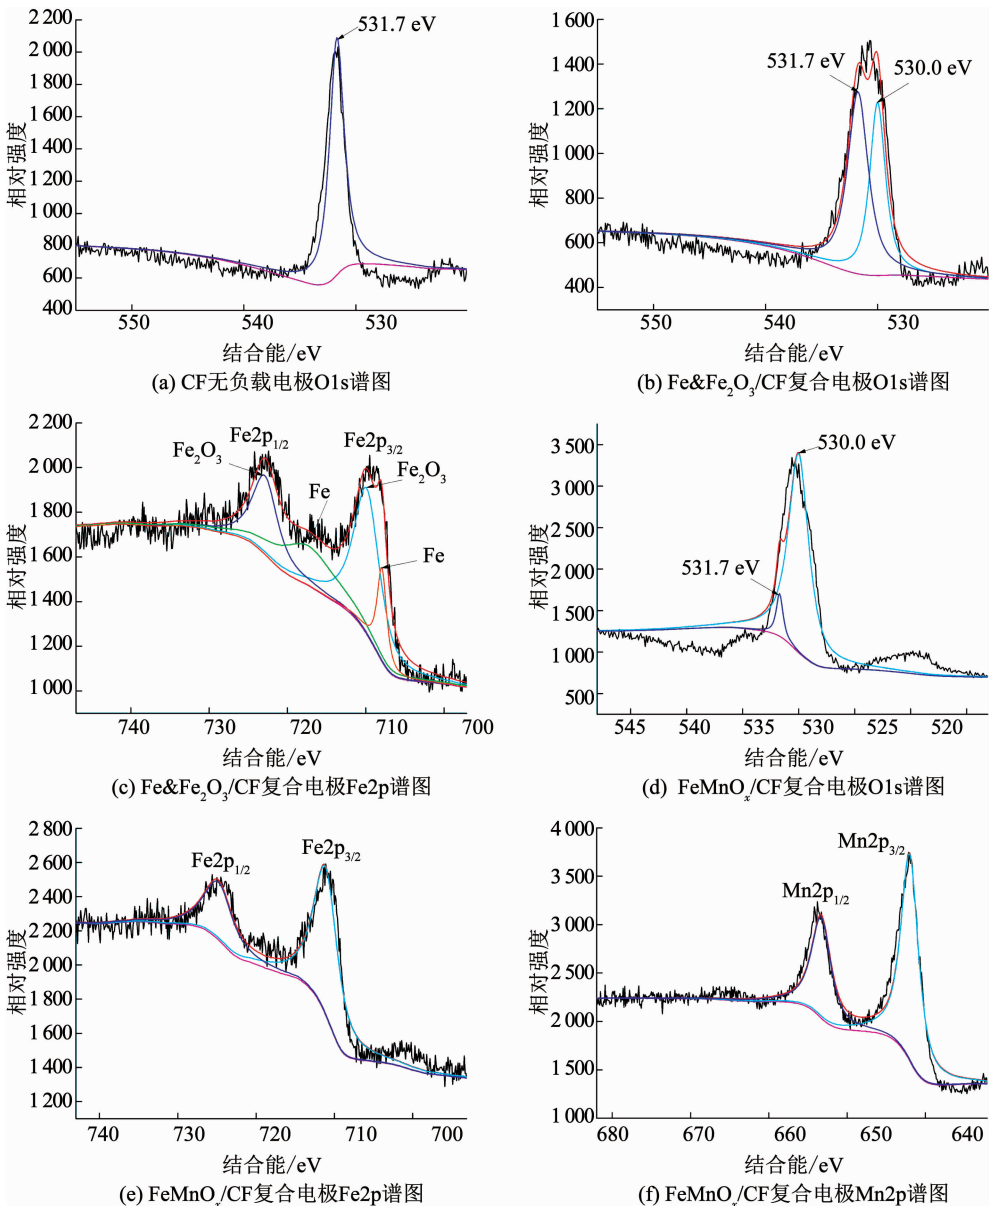 2 200
2 000
1 800
1 600
1 400
1 200
1 000
800
600
400
相对强度
531.7 eV
550
540
530
结合能/eV
(a) CF无负载电极O1s谱图
1 600
1 400
1 200
1 000
800
600
400
相对强度
531.7 eV
530.0 eV
550
540
530
结合能/eV
(b) Fe&Fe2O3/CF复合电极O1s谱图
2 200
2 000
1 800
1 600
1 400
1 200
1 000
相对强度
Fe2p1/2
Fe2O3
Fe
Fe2p3/2
Fe2O3
Fe
740
730
720
710
700
结合能/eV
(c) Fe&Fe2O3/CF复合电极Fe2p谱图
3 500
3 000
2 500
2 000
1 500
1 000
500
相对强度
530.0 eV
531.7 eV
545
540
535
530
525
520
结合能/eV
(d) FeMnOx/CF复合电极O1s谱图
2 800
2 600
2 400
2 200
2 000
1 800
1 600
1 400
1 200
相对强度
Fe2p1/2
Fe2p3/2
740
730
720
710
700
结合能/eV
(e) FeMnOx/CF复合电极Fe2p谱图
4 000
3 500
3 000
2 500
2 000
1 500
1 000
相对强度
Mn2p3/2
Mn2p1/2
680
670
660
650
640
结合能/eV
(f) FeMnOx/CF复合电极Mn2p谱图